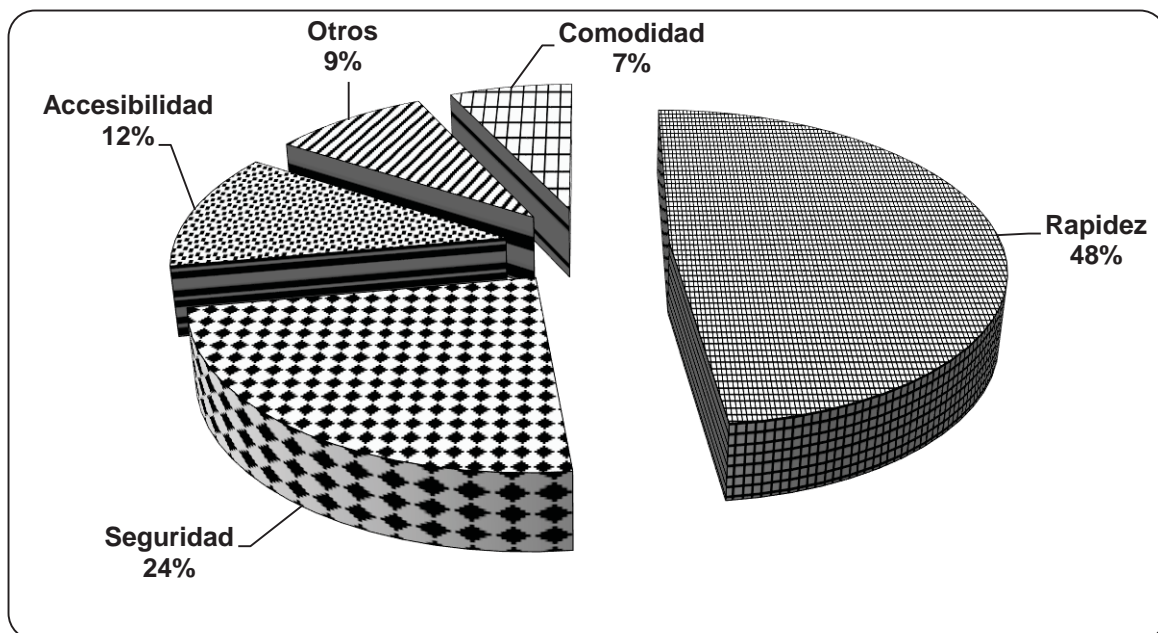 Otros
9%
Comodidad
7%
Accesibilidad
12%
Rapidez
48%
Seguridad
24%